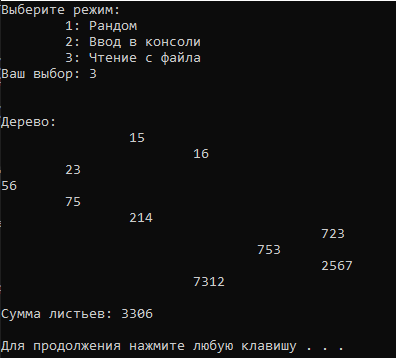 Выберите режим:
1: Рандом
2: Ввод в консоли
3: Чтение с файла
Ваш выбор: 3
Дерево:
15
16
23
56
75
214
723
753
2567
7312
Сумма листьев: 3306
Для продолжения нажмите любую клавишу . . .